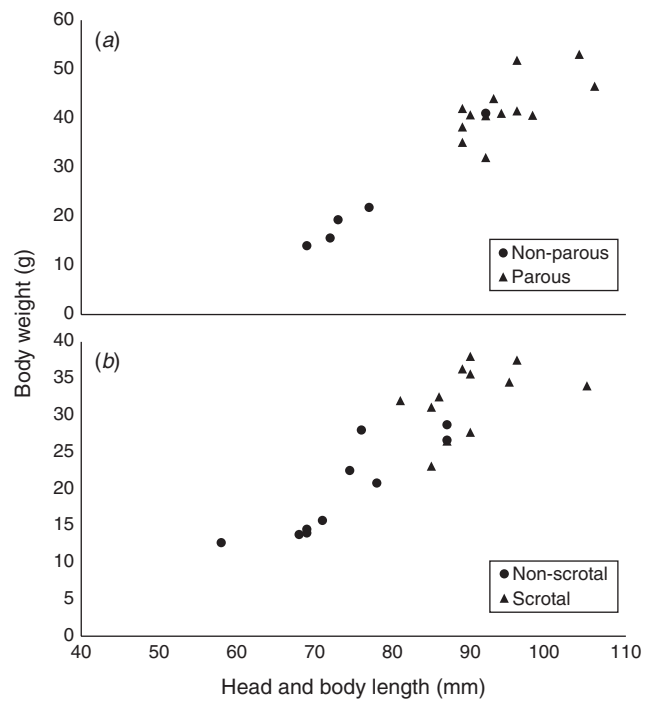 (a)
60
50
40
30
20
10
0
Non-parous
Parous
Body weight (g)
(b)
40
35
30
25
20
15
10
5
0
Non-scrotal
Scrotal
40 50 60 70 80 90 100 110
Head and body length (mm)